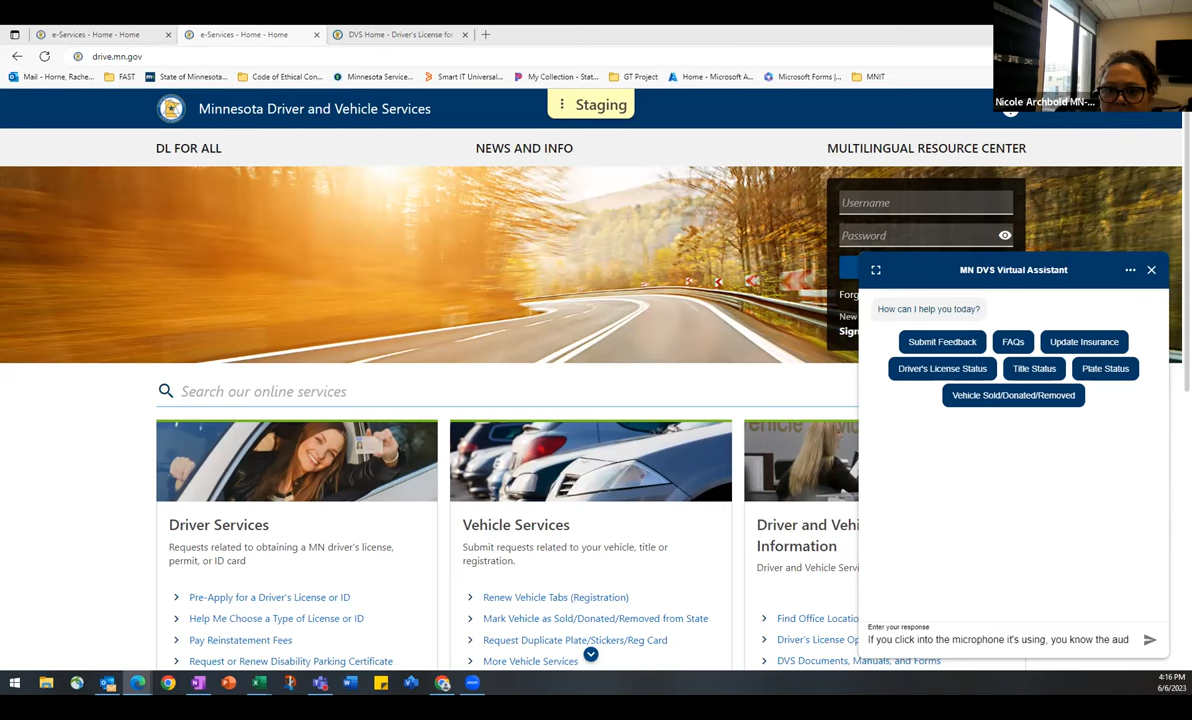 e-Services - Home - Home
e-Services - Home - Home
DVS Home - Driver's License for
drive.mn.gov
Mail - Horne, Rache...
FAST
State of Minnesota...
Code of Ethical Con...
Minnesota Service...
Smart IT Universal...
My Collection - Stat...
GT Project
Home - Microsoft A...
Microsoft Forms |...
MNIT
Nicole Archbold MN-...
Minnesota Driver and Vehicle Services
Staging
DL FOR ALL
NEWS AND INFO
MULTILINGUAL RESOURCE CENTER
Username
Password
Forg
New
Sign
MN DVS Virtual Assistant
How can I help you today?
Submit Feedback
FAQs
Update Insurance
Driver's License Status
Title Status
Plate Status
Vehicle Sold/Donated/Removed
Search our online services
Driver Services
Requests related to obtaining a MN driver's license,
permit, or ID card
Pre-Apply for a Driver's License or ID
Help Me Choose a Type of License or ID
Pay Reinstatement Fees
Request or Renew Disability Parking Certificate
Vehicle Services
Submit requests related to your vehicle, title or
registration.
Renew Vehicle Tabs (Registration)
Mark Vehicle as Sold/Donated/Removed from State
Request Duplicate Plate/Stickers/Reg Card
More Vehicle Services
Driver and Vehi
Information
Driver and Vehicle Servi
Find Office Locatio
Driver's License Op
DVS Documents, Manuals, and Forms
Enter your response
If you click into the microphone it's using, you know the aud
4:16 PM
6/6/2023